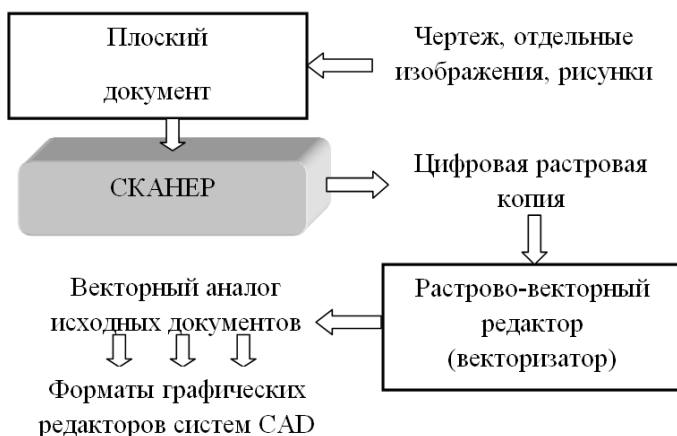 Плоский
документ
Чертеж, отдельные
изображения, рисунки
СКАНЕР
Цифровая растровая
копия
Растрово-векторный
редактор
(векторизатор)
Векторный аналог
исходных документов
Форматы графических
редакторов систем CAD